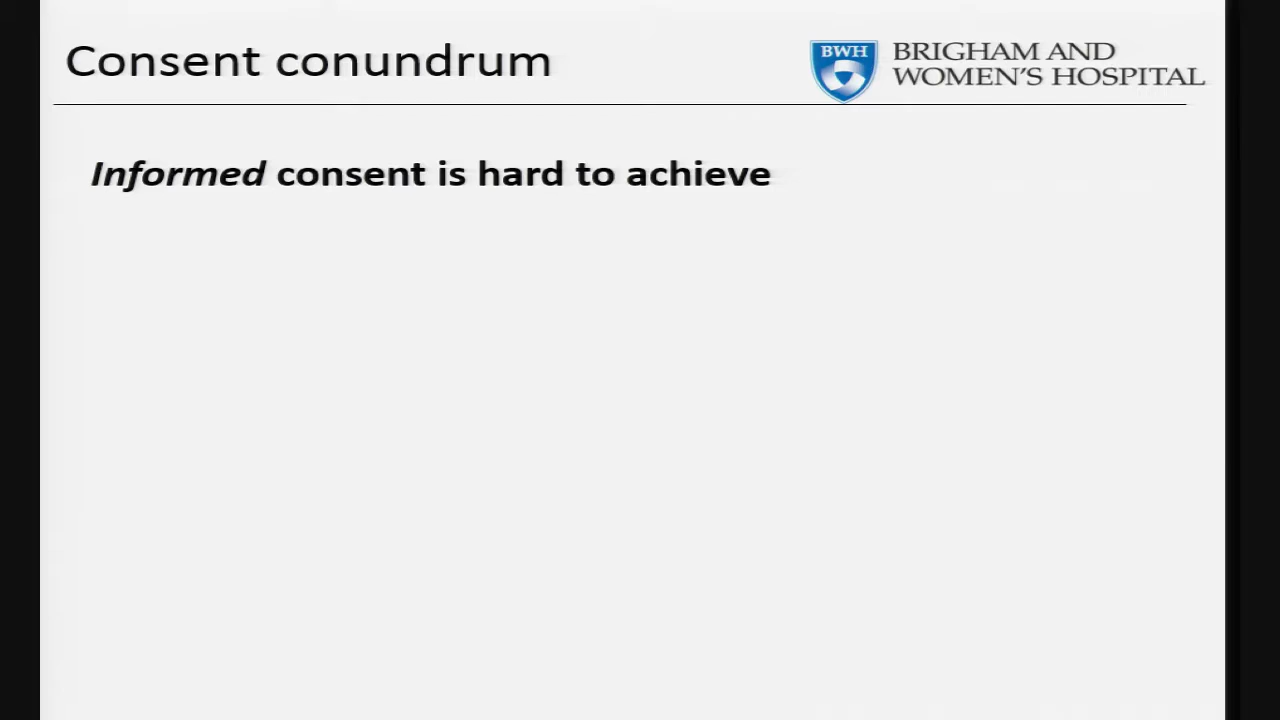 Consent conundrum
BWH
BRIGHAM AND
WOMEN'S HOSPITAL
Informed consent is hard to achieve